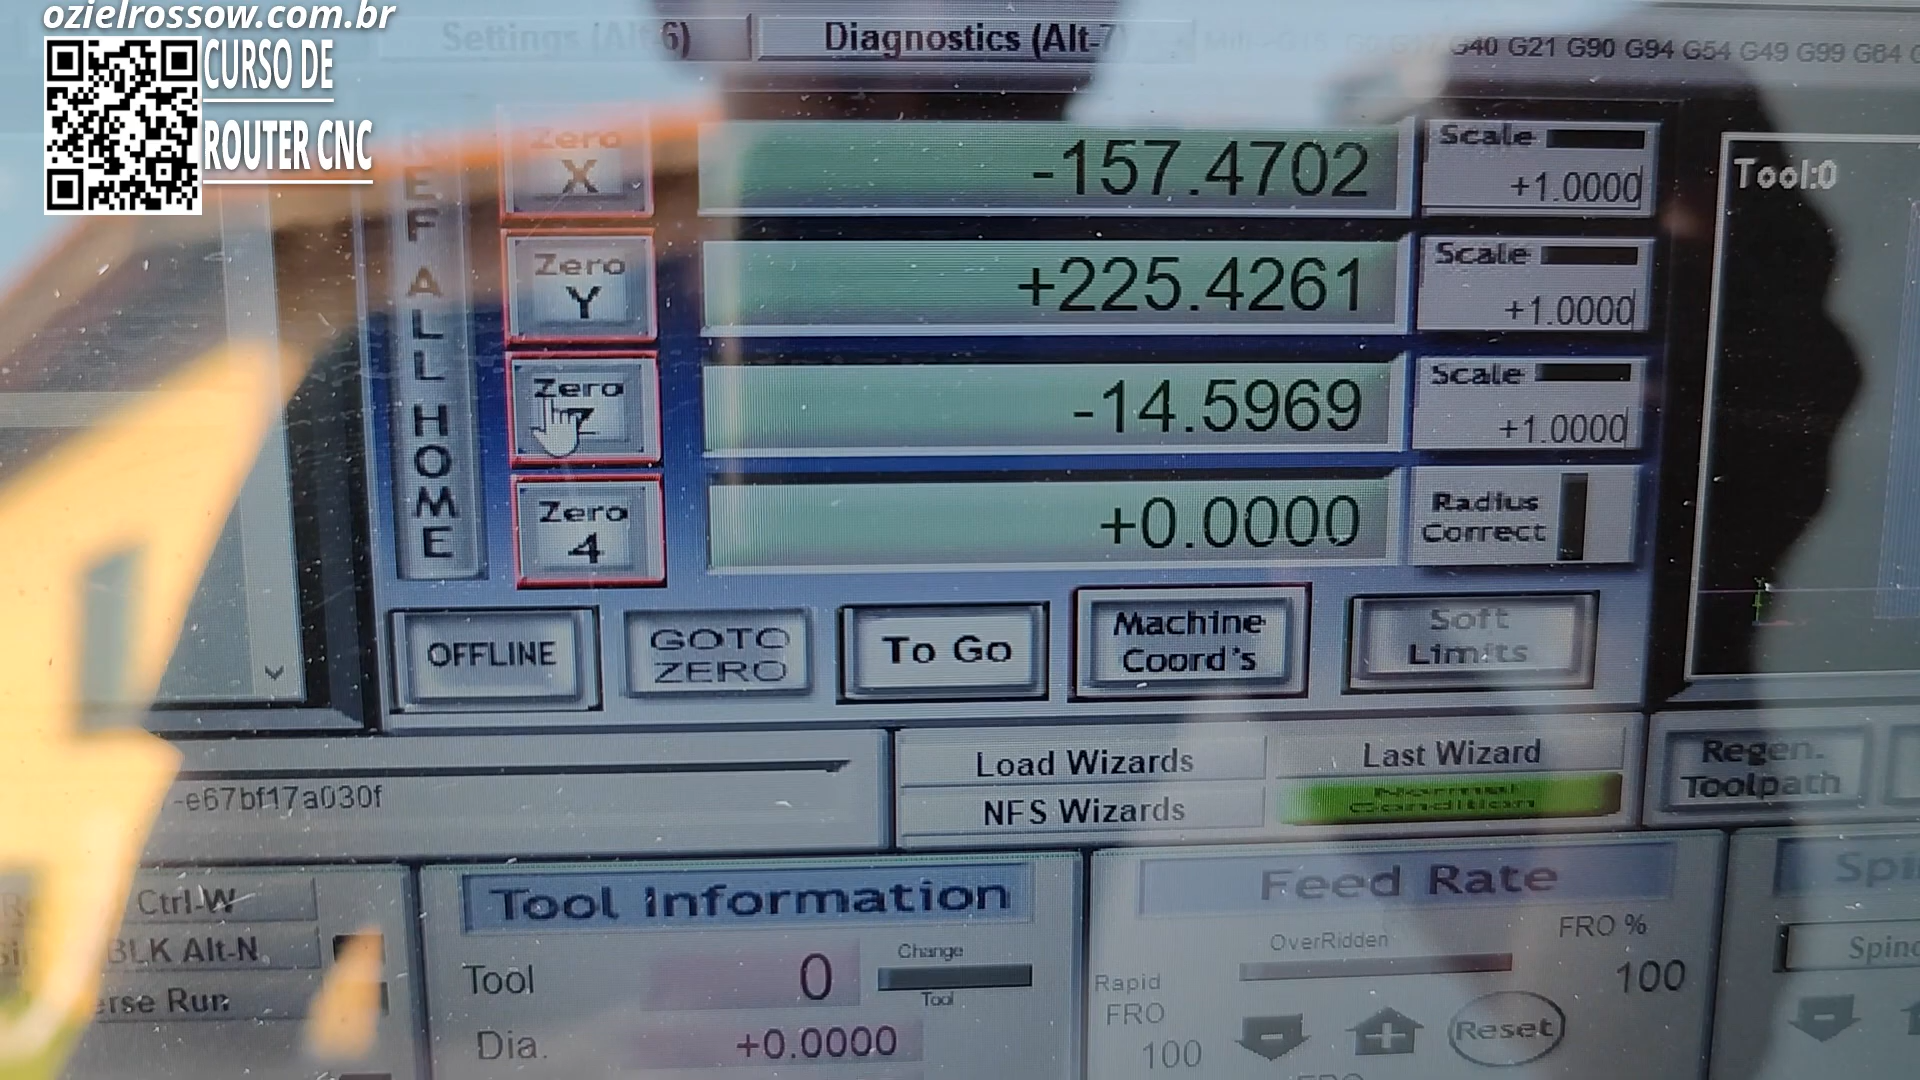 ozielrossow.com.br
CURSO DE
ROUTER CNC
Settings (Alt-6)
Diagnostics (Alt-7)
G40 G21 G90 G94 G54 G49 G99 G64
REF ALL HOME
Zero
X
-157.4702
Scale
+1.0000
Tool:0
Zero
Y
+225.4261
Scale
+1.0000
Zero
Z
-14.5969
Scale
+1.0000
Zero
4
+0.0000
Radius
Correct
OFFLINE
GOTO
ZERO
To Go
Machine
Coord's
Soft
Limits
Load Wizards
Last Wizard
NFS Wizards
Normal
Condition
Regen.
Toolpath
-e67bf17a030f
Ctrl-W
BLK Alt-N
Run
Tool Information
Tool
0
Change
Tool
Dia.
+0.0000
Feed Rate
OverRidden
FRO %
100
Rapid
FRO
100
Reset